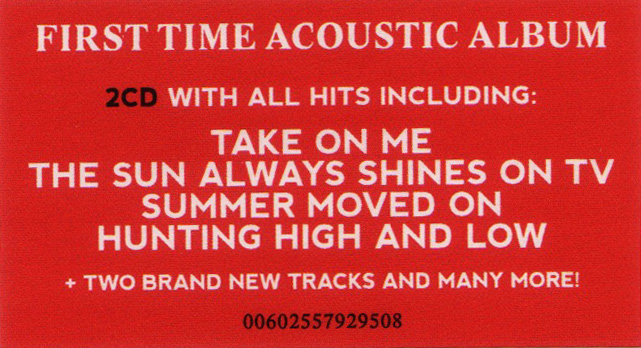 FIRST TIME ACOUSTIC ALBUM
2CD WITH ALL HITS INCLUDING:
TAKE ON ME
THE SUN ALWAYS SHINES ON TV
SUMMER MOVED ON
HUNTING HIGH AND LOW
+ TWO BRAND NEW TRACKS AND MANY MORE!
00602557929508